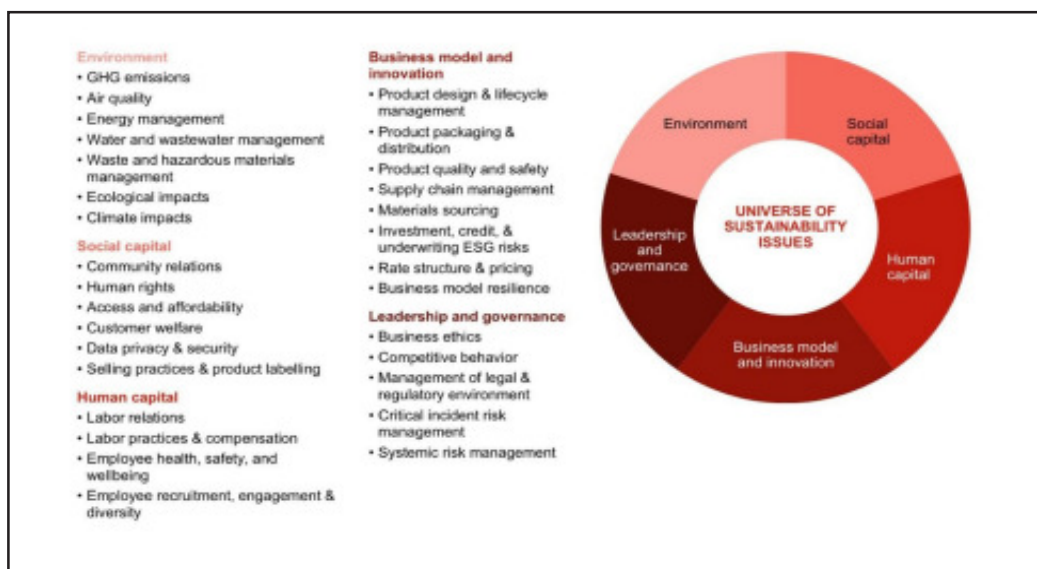 Environment
• GHG emissions
• Air quality
• Energy management
• Water and wastewater management
• Waste and hazardous materials
management
• Ecological impacts
• Climate impacts
Social capital
• Community relations
• Human rights
• Access and affordability
• Customer welfare
• Data privacy & security
• Selling practices & product labelling
Human capital
• Labor relations
• Labor practices & compensation
• Employee health, safety, and
wellbeing
• Employee recruitment, engagement &
diversity
Business model and
innovation
• Product design & lifecycle
management
• Product packaging &
distribution
• Product quality and safety
• Supply chain management
• Materials sourcing
• Investment, credit, &
underwriting ESG risks
• Rate structure & pricing
• Business model resilience
Leadership and governance
• Business ethics
• Competitive behavior
• Management of legal &
regulatory environment
• Critical incident risk
management
• Systemic risk management
Environment
Social
capital
UNIVERSE OF
SUSTAINABILITY
ISSUES
Leadership
and
governance
Human
capital
Business model
and innovation